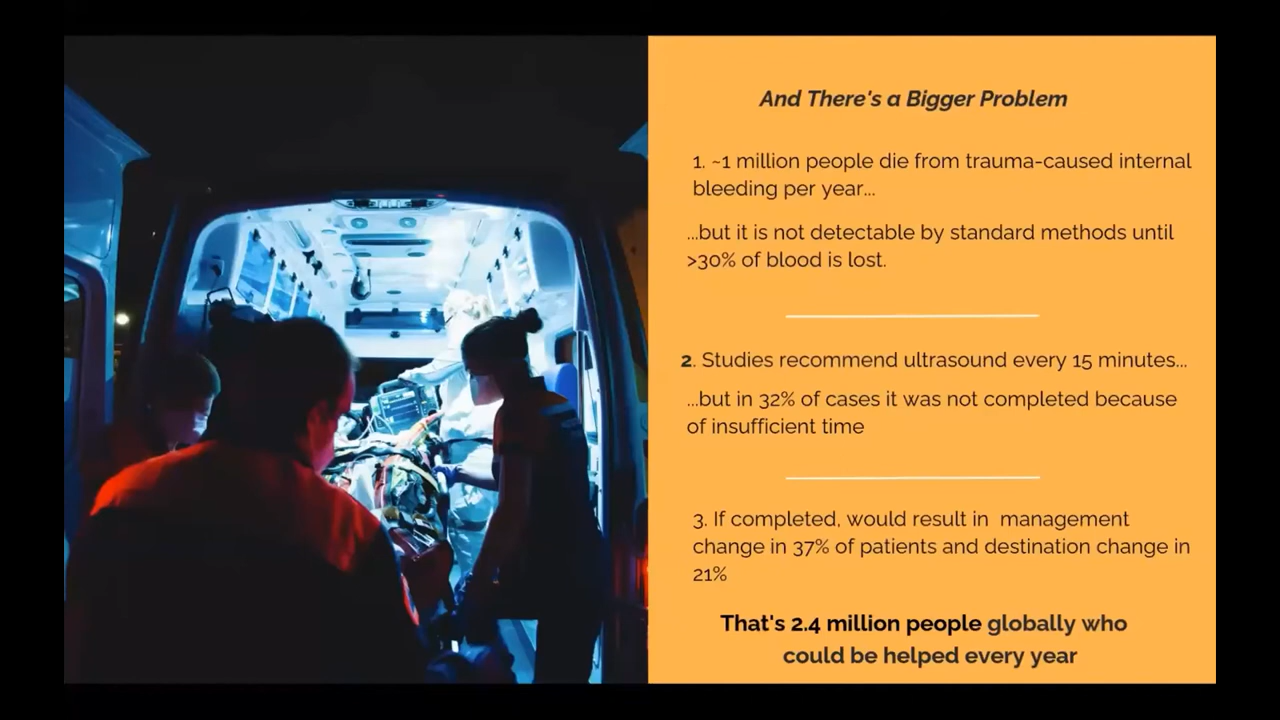 And There's a Bigger Problem
1. ~1 million people die from trauma-caused internal
bleeding per year...
...but it is not detectable by standard methods until
>30% of blood is lost.
2. Studies recommend ultrasound every 15 minutes...
...but in 32% of cases it was not completed because
of insufficient time
3. If completed, would result in management
change in 37% of patients and destination change in
21%
That's 2.4 million people globally who
could be helped every year